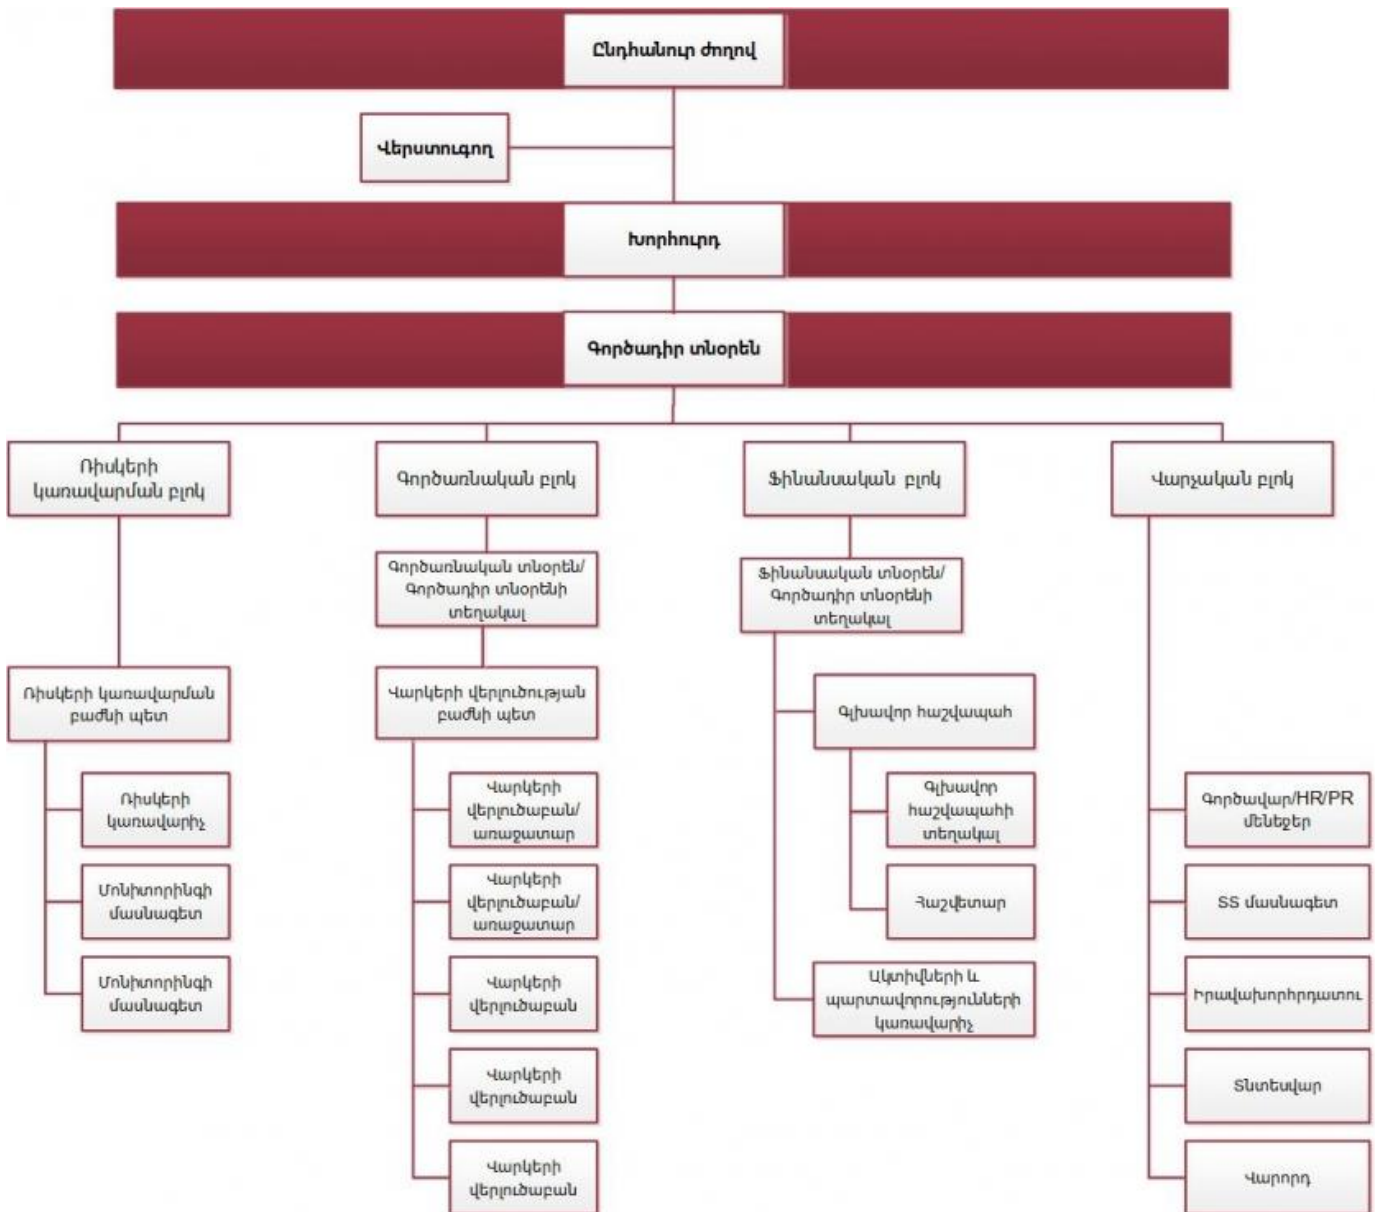 Ընդհանուր ժողով
Վերստուգող
Խորհուրդ
Գործադիր տնօրեն
Ռիսկերի
կառավարման բլոկ
Գործառնական բլոկ
Ֆինանսական բլոկ
Վարչական բլոկ
Գործառնական տնօրեն/
Գործադիր տնօրենի
տեղակալ
Ֆինանսական տնօրեն/
Գործադիր տնօրենի
տեղակալ
Ռիսկերի կառավարման
բաժնի պետ
Ռիսկերի
կառավարիչ
Մոնիտորինգի
մասնագետ
Մոնիտորինգի
մասնագետ
Վարկերի վերլուծության
բաժնի պետ
Վարկերի
վերլուծաբան/
առաջատար
Վարկերի
վերլուծաբան/
առաջատար
Վարկերի
վերլուծաբան
Վարկերի
վերլուծաբան
Վարկերի
վերլուծաբան
Գլխավոր հաշվապահ
Գլխավոր
հաշվապահի
տեղակալ
Հաշվետար
Ակտիվների և
պարտավորությունների
կառավարիչ
Գործավար/HR/PR
մենեջեր
ՏՏ մասնագետ
Իրավախորհրդատու
Տնտեսվար
Վարորդ